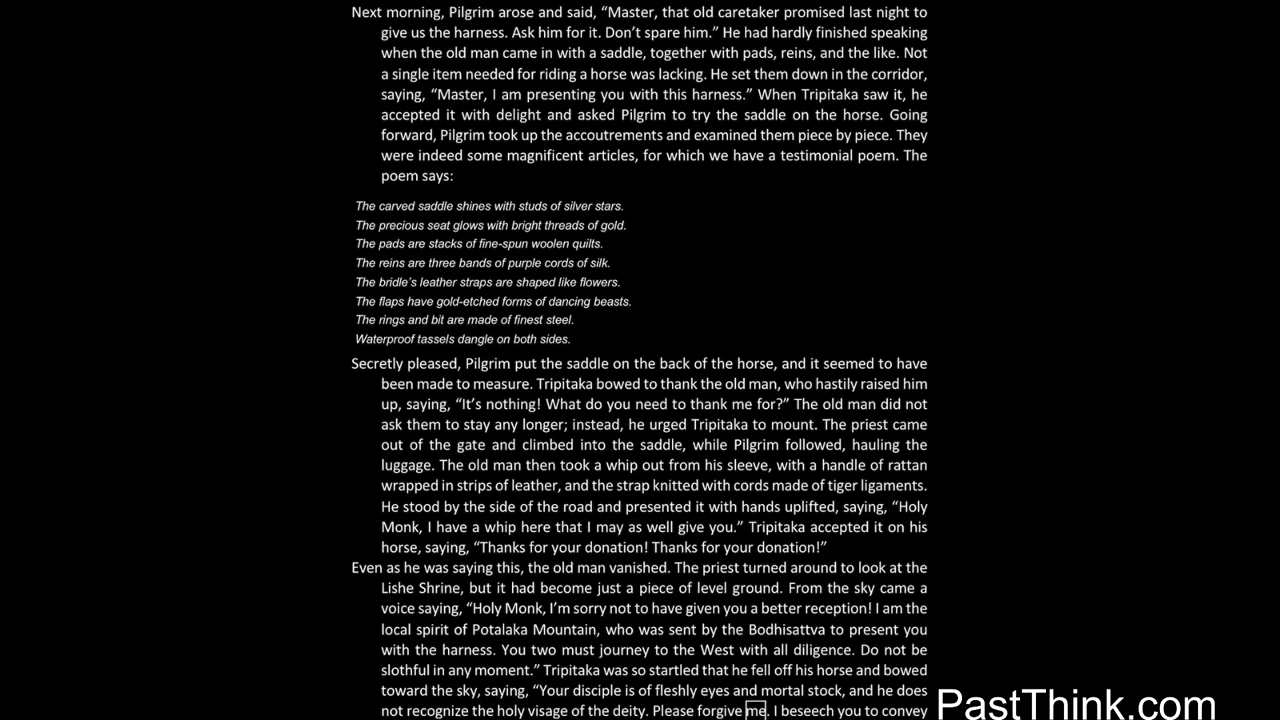 Next morning, Pilgrim arose and said, “Master, that old caretaker promised last night to
give us the harness. Ask him for it. Don’t spare him.” He had hardly finished speaking
when the old man came in with a saddle, together with pads, reins, and the like. Not
a single item needed for riding a horse was lacking. He set them down in the corridor,
saying, “Master, I am presenting you with this harness.” When Tripitaka saw it, he
accepted it with delight and asked Pilgrim to try the saddle on the horse. Going
forward, Pilgrim took up the accoutrements and examined them piece by piece. They
were indeed some magnificent articles, for which we have a testimonial poem. The
poem says:
The carved saddle shines with studs of silver stars.
The precious seat glows with bright threads of gold.
The pads are stacks of fine-spun woolen quilts.
The reins are three bands of purple cords of silk.
The bridle’s leather straps are shaped like flowers.
The flaps have gold-etched forms of dancing beasts.
The rings and bit are made of finest steel.
Waterproof tassels dangle on both sides.
Secretly pleased, Pilgrim put the saddle on the back of the horse, and it seemed to have
been made to measure. Tripitaka bowed to thank the old man, who hastily raised him
up, saying, “It’s nothing! What do you need to thank me for?” The old man did not
ask them to stay any longer; instead, he urged Tripitaka to mount. The priest came
out of the gate and climbed into the saddle, while Pilgrim followed, hauling the
luggage. The old man then took a whip out from his sleeve, with a handle of rattan
wrapped in strips of leather, and the strap knitted with cords made of tiger ligaments.
He stood by the side of the road and presented it with hands uplifted, saying, “Holy
Monk, I have a whip here that I may as well give you.” Tripitaka accepted it on his
horse, saying, “Thanks for your donation! Thanks for your donation!”
Even as he was saying this, the old man vanished. The priest turned around to look at the
Lishe Shrine, but it had become just a piece of level ground. From the sky came a
voice saying, “Holy Monk, I’m sorry not to have given you a better reception! I am the
local spirit of Potalaka Mountain, who was sent by the Bodhisattva to present you
with the harness. You two must journey to the West with all diligence. Do not be
slothful in any moment.” Tripitaka was so startled that he fell off his horse and bowed
toward the sky, saying, “Your disciple is of fleshly eyes and mortal stock, and he does
not recognize the holy visage of the deity. Please forgive me. I beseech you to convey
PastThink.com